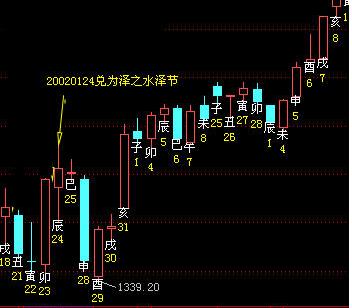 20020124兑为泽之水泽节
戌
18
丑
21
寅
22
卯
23
辰
24
巳
25
申
28
酉
29
戌
30
亥
31
子
1
卯
4
辰
5
巳
6
午
7
未
8
子
25
丑
26
寅
27
卯
28
辰
1
未
4
申
5
酉
6
戌
7
亥
8
寅
1339.20